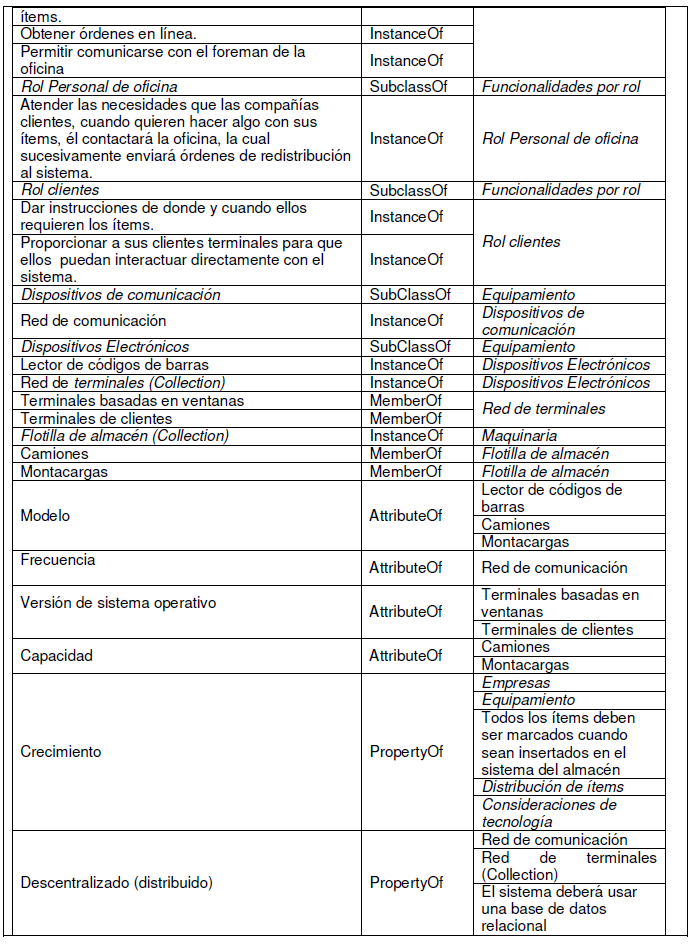 ítems.
Obtener órdenes en línea. InstanceOf
Permitir comunicarse con el foreman de la
oficina InstanceOf
Rol Personal de oficina SubclassOf Funcionalidades por rol
Atender las necesidades que las compañías
clientes, cuando quieren hacer algo con sus
ítems, él contactará la oficina, la cual
sucesivamente enviará órdenes de redistribución
al sistema.
InstanceOf
Rol Personal de oficina
Rol clientes SubclassOf Funcionalidades por rol
Dar instrucciones de donde y cuando ellos
requieren los ítems.
InstanceOf
Proporcionar a sus clientes terminales para que
ellos puedan interactuar directamente con el
sistema.
InstanceOf
Rol clientes
Dispositivos de comunicación SubClassOf Equipamiento
Red de comunicación InstanceOf
Dispositivos de
comunicación
Dispositivos Electrónicos SubClassOf Equipamiento
Lector de códigos de barras InstanceOf Dispositivos Electrónicos
Red de terminales (Collection) InstanceOf Dispositivos Electrónicos
Terminales basadas en ventanas MemberOf
Terminales de clientes MemberOf
Red de terminales
Flotilla de almacén (Collection) InstanceOf Maquinaria
Camiones MemberOf Flotilla de almacén
Montacargas MemberOf Flotilla de almacén
Modelo AttributeOf
Lector de códigos de
barras
Camiones
Montacargas
Frecuencia AttributeOf Red de comunicación
Versión de sistema operativo AttributeOf
Terminales basadas en
ventanas
Terminales de clientes
Capacidad AttributeOf
Camiones
Montacargas
Crecimiento PropertyOf
Empresas
Equipamiento
Todos los ítems deben
ser marcados cuando
sean insertados en el
sistema del almacén
Distribución de ítems
Consideraciones de
tecnología
Descentralizado (distribuido) PropertyOf
Red de comunicación
Red de terminales
(Collection)
El sistema deberá usar
una base de datos
relacional